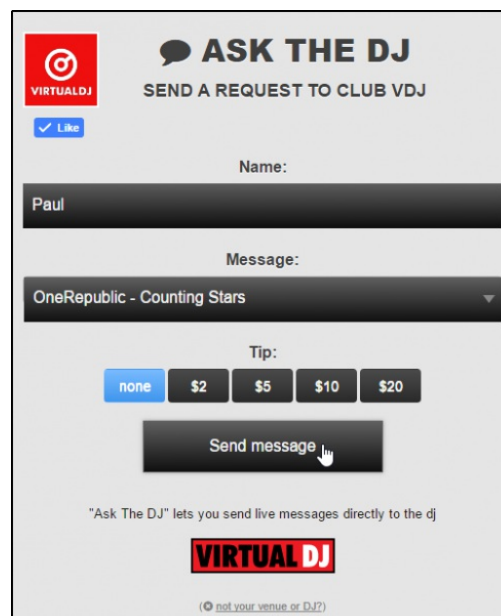 ASK THE DJ
VIRTUALDJ
SEND A REQUEST TO CLUB VDJ
Like
Name:
Paul
Message:
OneRepublic - Counting Stars
Tip:
none $2 $5 $10 $20
Send message
"Ask The DJ" lets you send live messages directly to the dj
VIRTUAL DJ
(not your venue or DJ?)